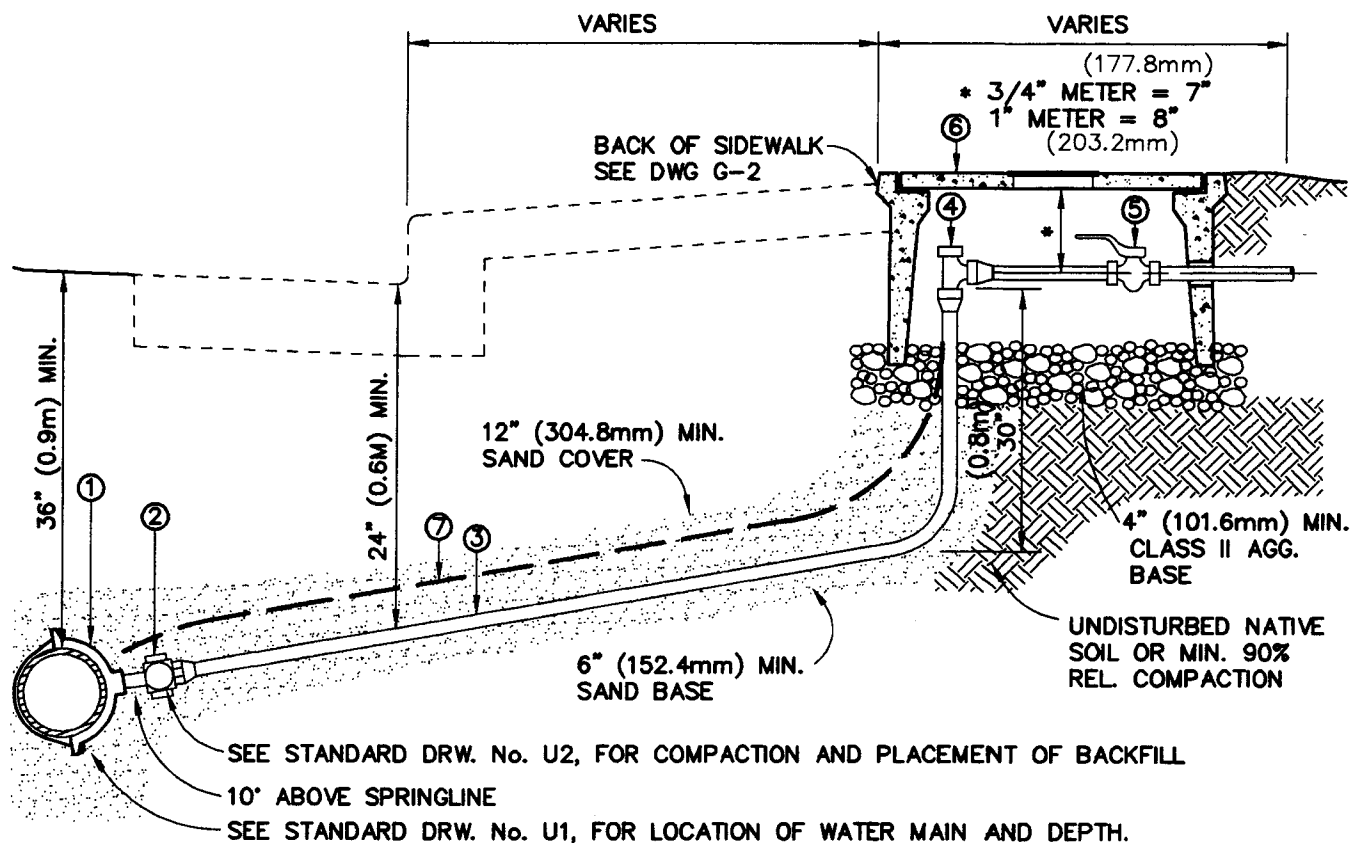 VARIES
VARIES
(177.8mm)
* 3/4" METER = 7"
1" METER = 8"
(203.2mm)
⑥
BACK OF SIDEWALK
SEE DWG G-2
④
⑤
*
36" (0.9m) MIN.
24" (0.6M) MIN.
12" (304.8mm) MIN.
SAND COVER
(0.8m)
30"
①
②
⑦
③
4" (101.6mm) MIN.
CLASS II AGG.
BASE
6" (152.4mm) MIN.
SAND BASE
UNDISTURBED NATIVE
SOIL OR MIN. 90%
REL. COMPACTION
SEE STANDARD DRW. No. U2, FOR COMPACTION AND PLACEMENT OF BACKFILL
10° ABOVE SPRINGLINE
SEE STANDARD DRW. No. U1, FOR LOCATION OF WATER MAIN AND DEPTH.